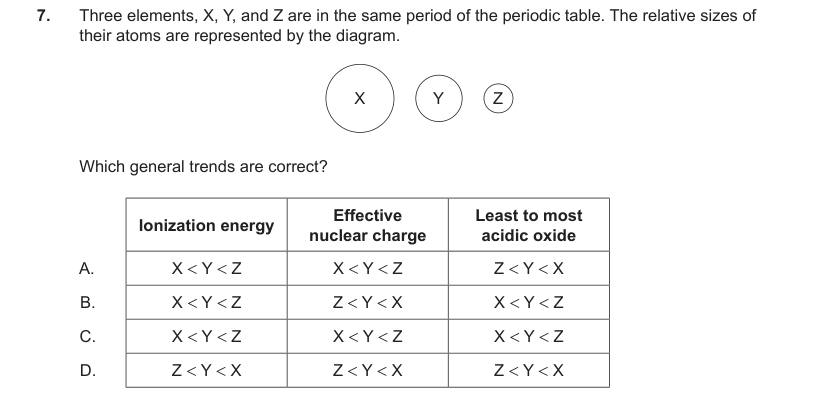 7. Three elements, X, Y, and Z are in the same period of the periodic table. The relative sizes of
their atoms are represented by the diagram.
X Y Z
Which general trends are correct?
Ionization energy Effective nuclear charge Least to most acidic oxide
A. X < Y < Z X < Y < Z Z < Y < X
B. X < Y < Z Z < Y < X X < Y < Z
C. X < Y < Z X < Y < Z X < Y < Z
D. Z < Y < X Z < Y < X Z < Y < X